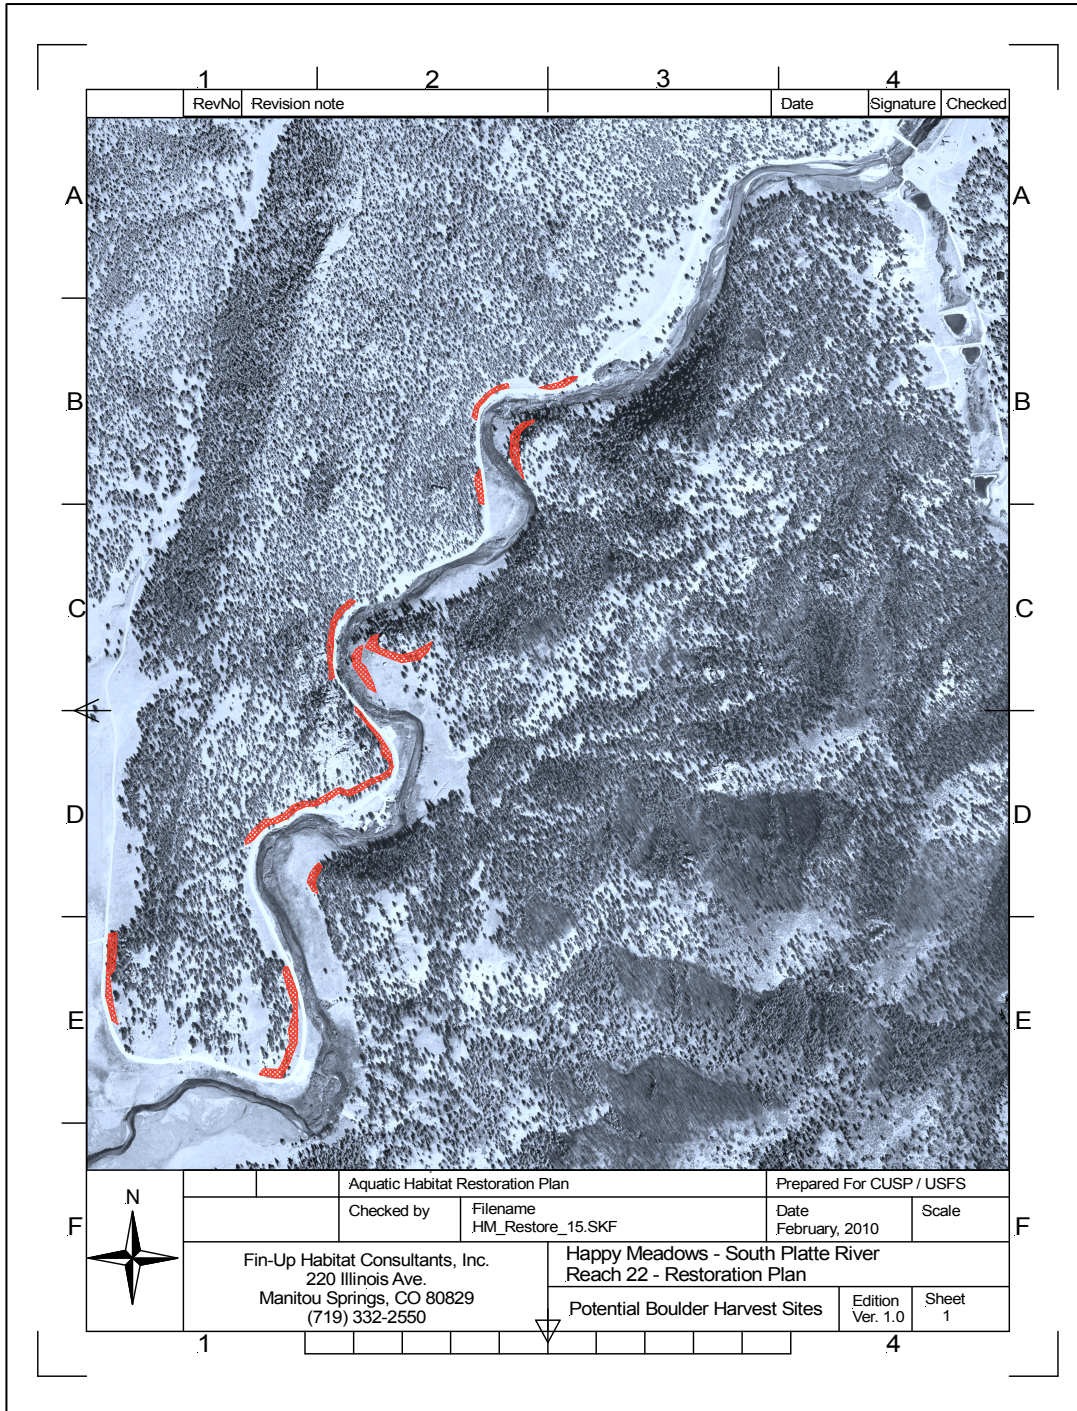 1 2 3 4
RevNo Revision note Date Signature Checked
A A
B B
C C
D D
E E
F F
N
Aquatic Habitat Restoration Plan Prepared For CUSP / USFS
Checked by Filename Date Scale
HM_Restore_15.SKF February, 2010
Fin-Up Habitat Consultants, Inc.
220 Illinois Ave.
Manitou Springs, CO 80829
(719) 332-2550
Happy Meadows - South Platte River
Reach 22 - Restoration Plan
Potential Boulder Harvest Sites
Edition Sheet
Ver. 1.0 1
1 4